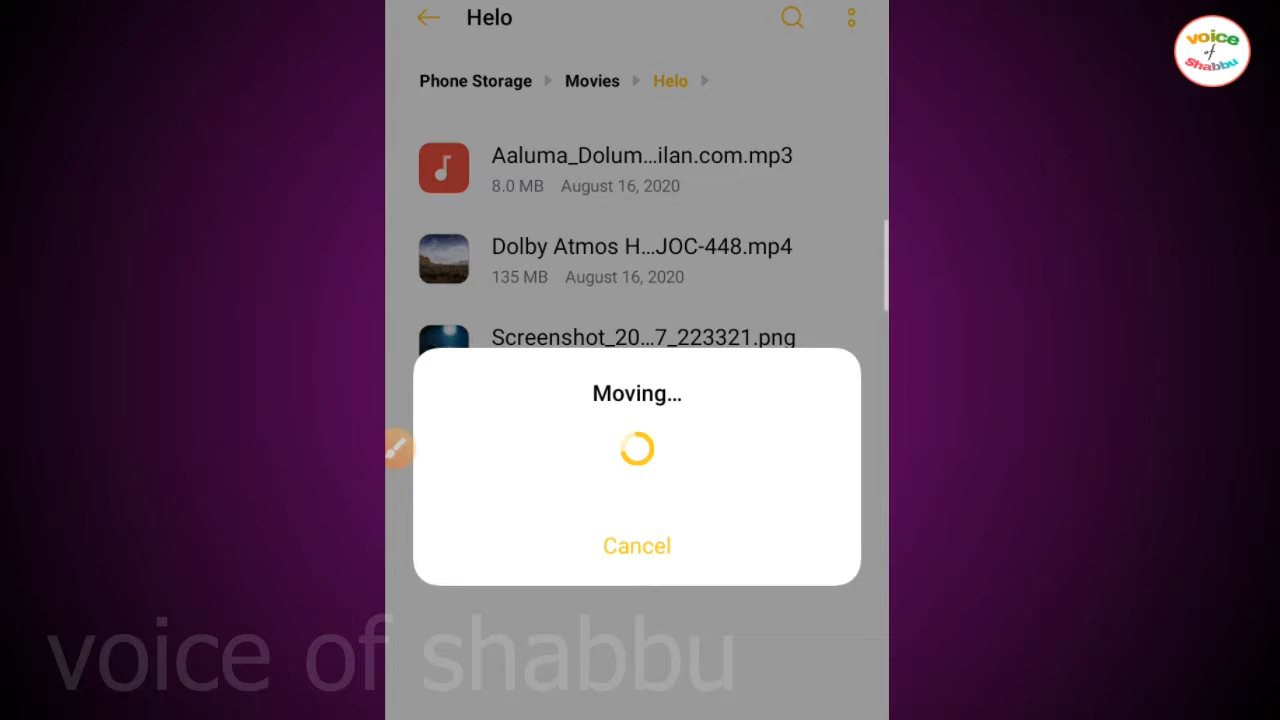 Helo
voice
of
Shabbu
Phone Storage Movies Helo
Aaluma_Dolum...ilan.com.mp3
8.0 MB August 16, 2020
Dolby Atmos H...JOC-448.mp4
135 MB August 16, 2020
Screenshot_20...7_223321.png
Moving...
Cancel
voice of shabbu